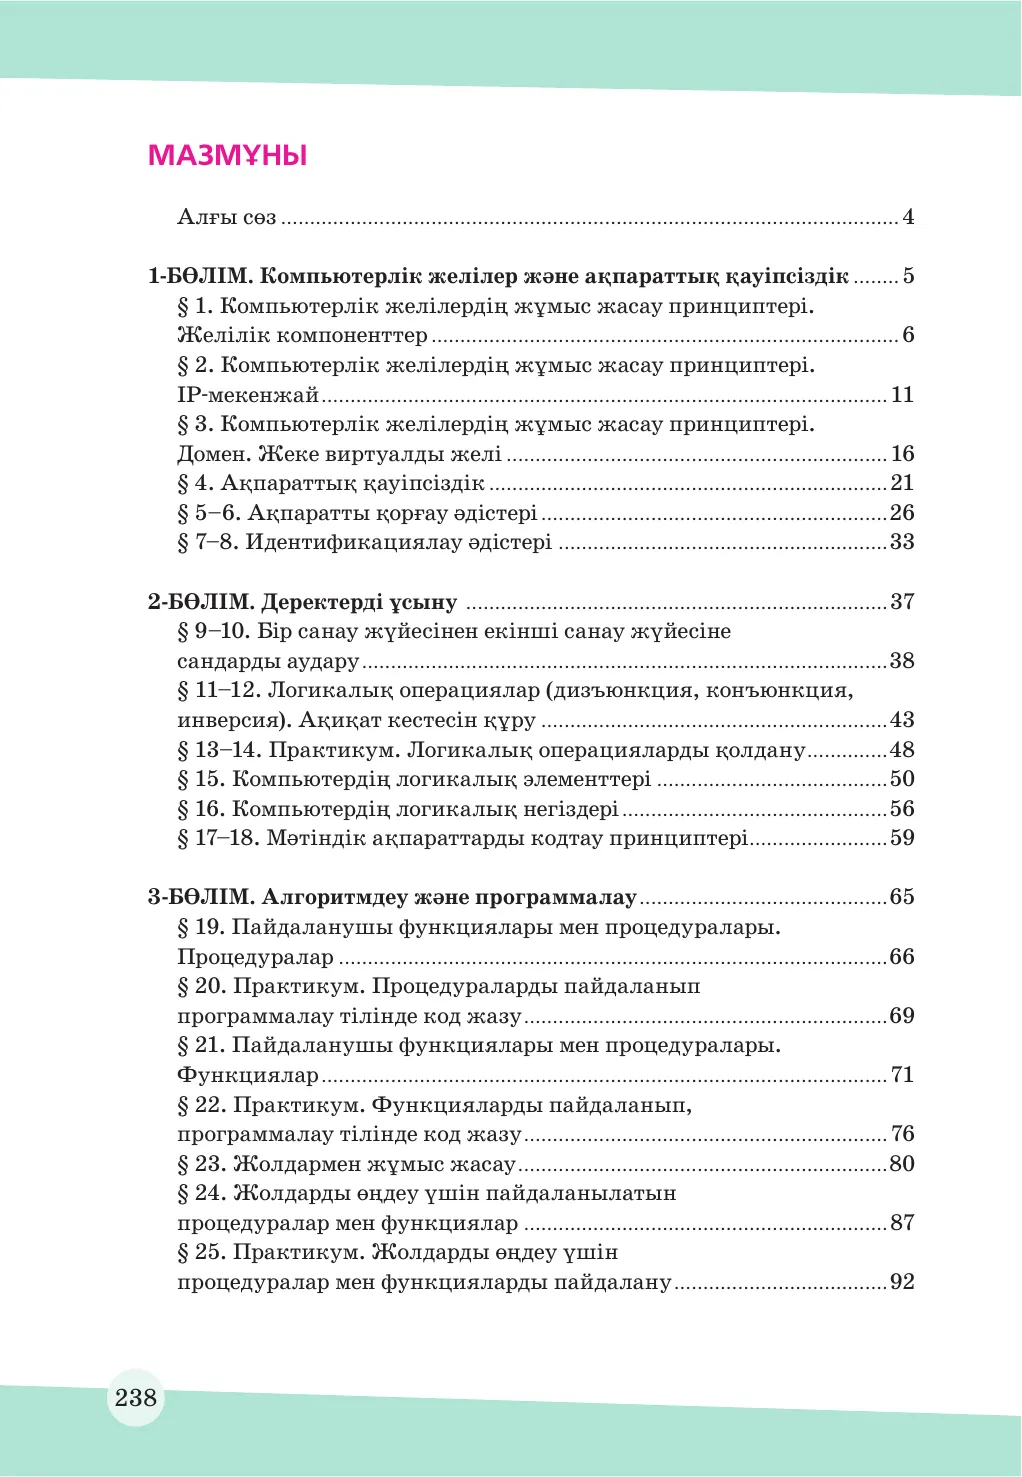 МАЗМҰНЫ
Алғы сөз ........ 4
1-БӨЛІМ. Компьютерлік желілер және ақпараттық қауіпсіздік ........ 5
§ 1. Компьютерлік желілердің жұмыс жасау принциптері.
Желілік компоненттер ........ 6
§ 2. Компьютерлік желілердің жұмыс жасау принциптері.
IP-мекенжай ........ 11
§ 3. Компьютерлік желілердің жұмыс жасау принциптері.
Домен. Жеке виртуалды желі ........ 16
§ 4. Ақпараттық қауіпсіздік ........ 21
§ 5–6. Ақпаратты қорғау әдістері ........ 26
§ 7–8. Идентификациялау әдістері ........ 33
2-БӨЛІМ. Деректерді ұсыну ........ 37
§ 9–10. Бір санау жүйесінен екінші санау жүйесіне
сандарды аудару ........ 38
§ 11–12. Логикалық операциялар (дизъюнкция, конъюнкция,
инверсия). Ақиқат кестесін құру ........ 43
§ 13–14. Практикум. Логикалық операцияларды қолдану ........ 48
§ 15. Компьютердің логикалық элементтері ........ 50
§ 16. Компьютердің логикалық негіздері ........ 56
§ 17–18. Мәтіндік ақпараттарды кодтау принциптері ........ 59
3-БӨЛІМ. Алгоритмдеу және программалау ........ 65
§ 19. Пайдаланушы функциялары мен процедуралары.
Процедуралар ........ 66
§ 20. Практикум. Процедураларды пайдаланып
программалау тілінде код жазу ........ 69
§ 21. Пайдаланушы функциялары мен процедуралары.
Функциялар ........ 71
§ 22. Практикум. Функцияларды пайдаланып,
программалау тілінде код жазу ........ 76
§ 23. Жолдармен жұмыс жасау ........ 80
§ 24. Жолдарды өңдеу үшін пайдаланылатын
процедуралар мен функциялар ........ 87
§ 25. Практикум. Жолдарды өңдеу үшін
процедуралар мен функцияларды пайдалану ........ 92
238